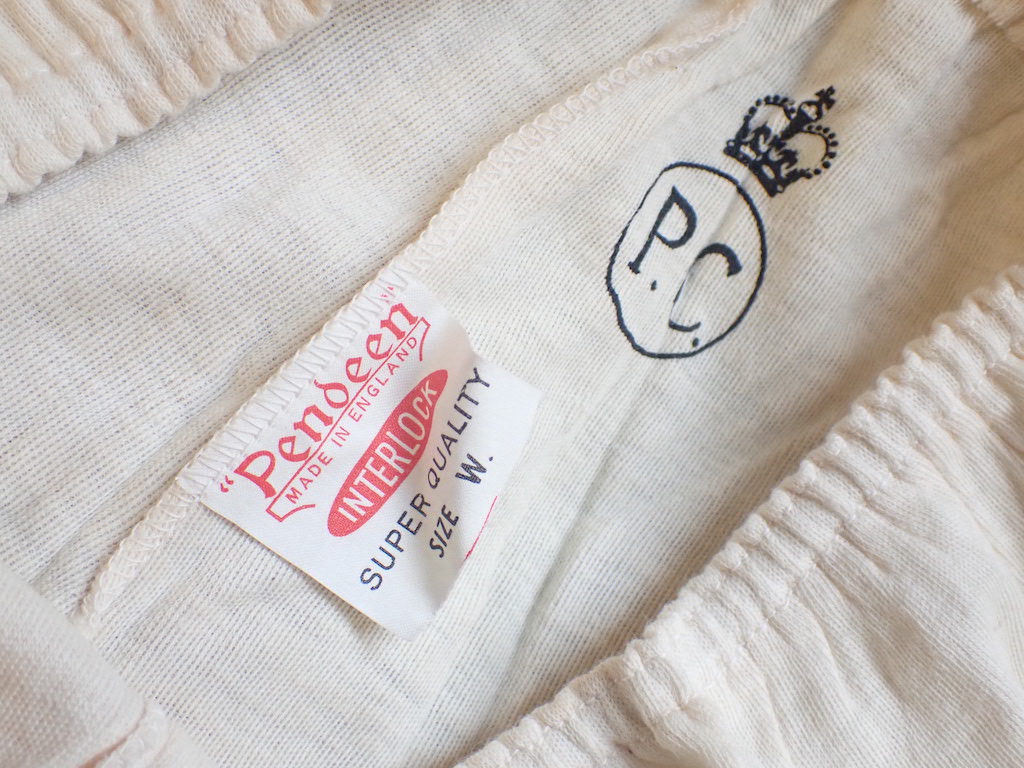 "Pendeen"
MADE IN ENGLAND
INTERLOCK
SUPER QUALITY
SIZE W.
P.C.